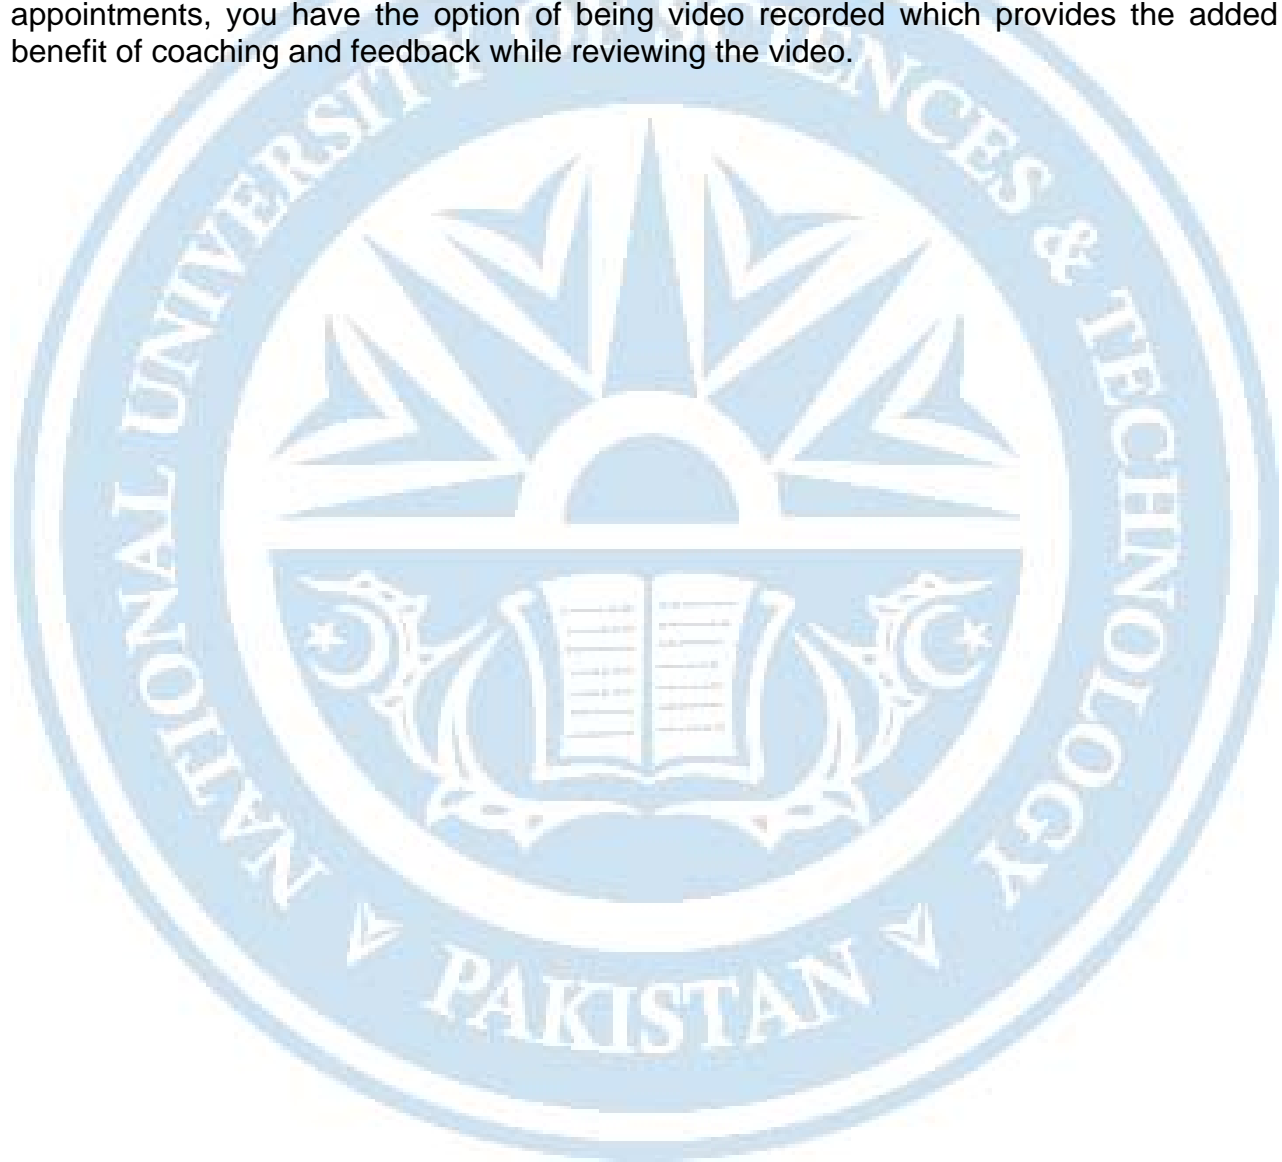 appointments, you have the option of being video recorded which provides the added
benefit of coaching and feedback while reviewing the video.
NATIONAL UNIVERSITY OF SCIENCES & TECHNOLOGY
PAKISTAN